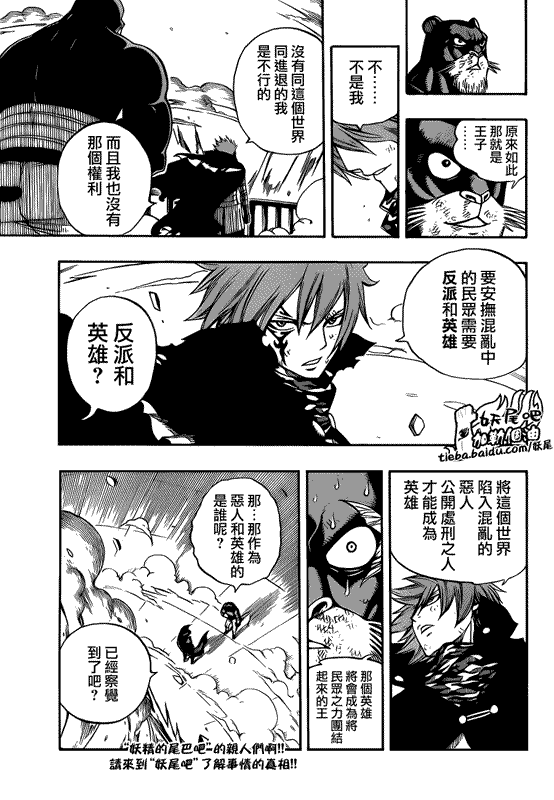 原來如此
那就是
王子
……
不……
不是我
沒有同這個世界
同進退的我
是不行的
而且我也沒有
那個權利
要安撫混亂中
的民眾需要
反派和英雄
反派和
英雄？
妖尾吧
tieba.baidu.com/妖尾
將這個世界
陷入混亂的
惡人
公開處刑之人
才能成為
英雄
那個英雄
將會成為將
民眾之力團結
起來的王
那…那作為
惡人和英雄的
是誰呢？
已經察覺
到了吧？
“妖精的尾巴吧”的親人們啊!!
請來到“妖尾吧”了解事情的真相!!